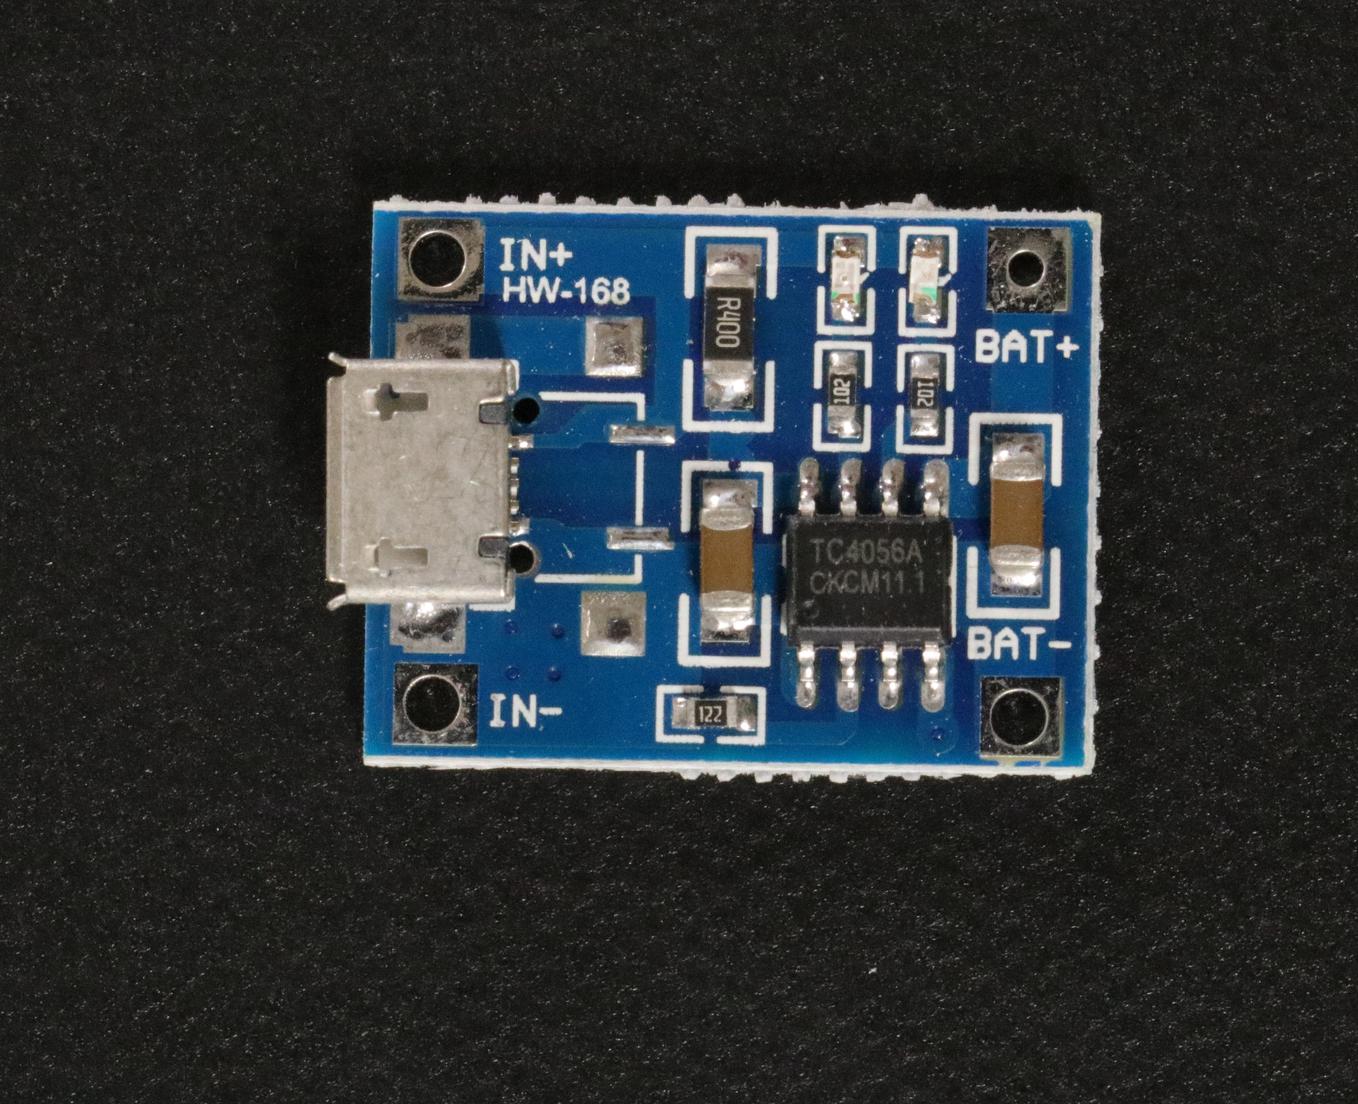 IN+
HW-168
R400
102
102
BAT+
TC4056A
CKCM11.1
BAT-
IN-
122